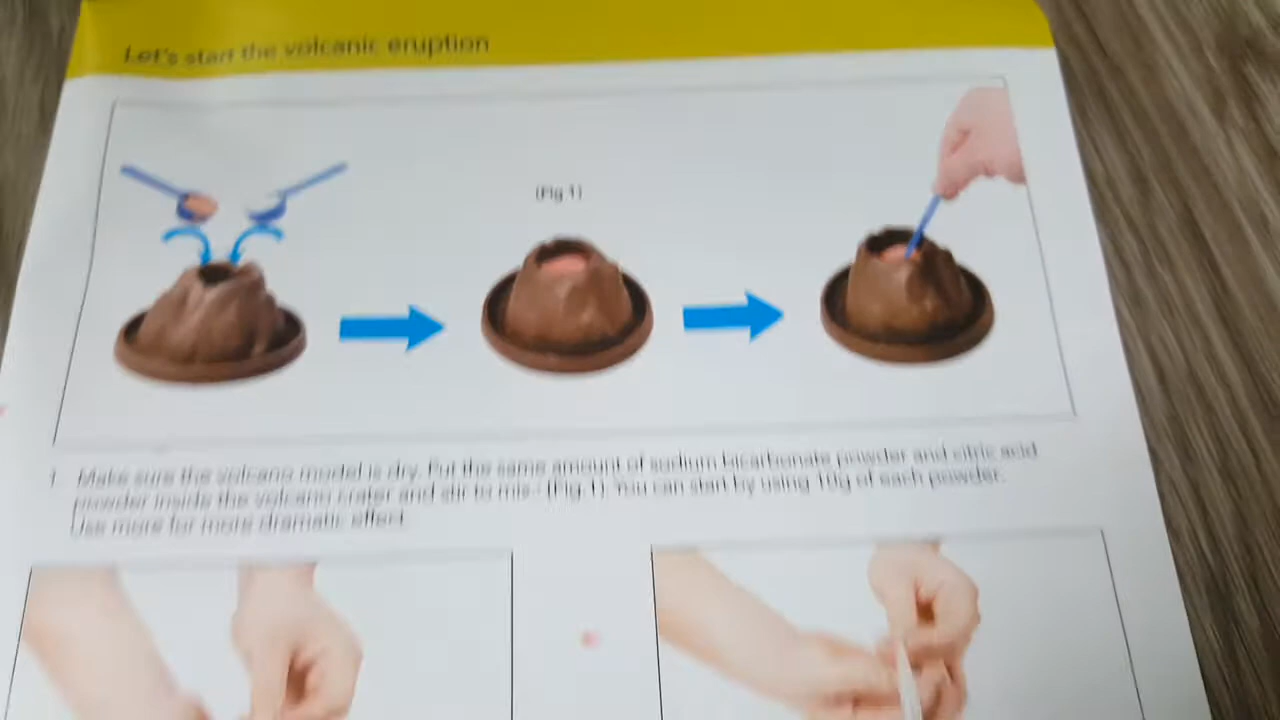 Let's start the volcanic eruption
(Fig.1)
1. Make sure the volcano model is dry. Put the same amount of sodium bicarbonate powder and citric acid
powder inside the volcano crater and stir to mix- (Fig.1). You can start by using 10g of each powder.
Use more for more dramatic effect.